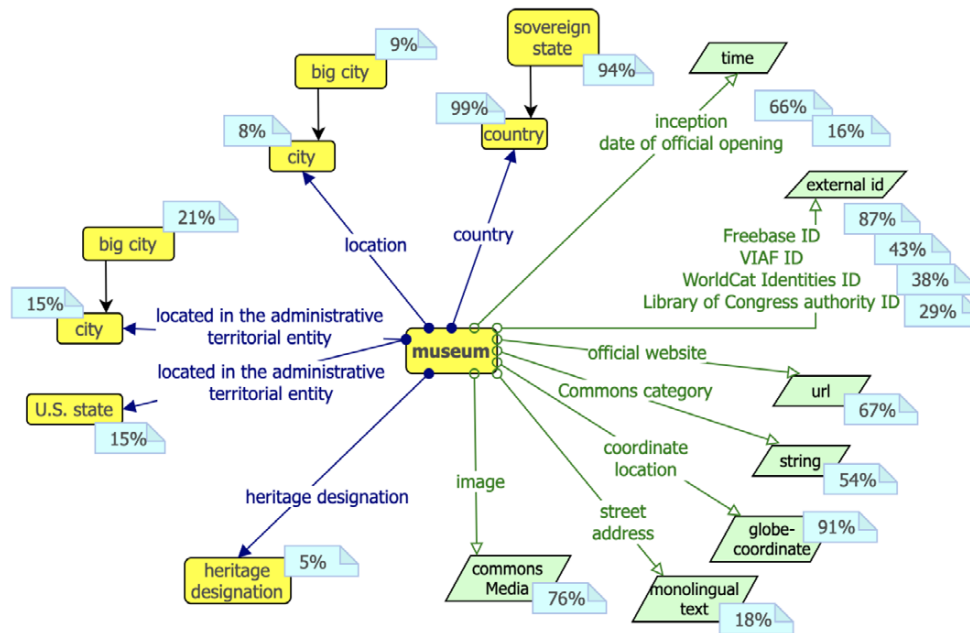 9%
big city
sovereign
state
94%
time
8%
city
99%
country
inception
date of official opening
66%
16%
external id
21%
big city
location
country
Freebase ID
VIAF ID
WorldCat Identities ID
Library of Congress authority ID
87%
43%
38%
29%
15%
city
located in the administrative
territorial entity
museum
official website
located in the administrative
territorial entity
Commons category
url
67%
U.S. state
15%
coordinate
location
string
54%
image
heritage designation
street
address
globe-
coordinate
91%
heritage
designation
5%
commons
Media
76%
monolingual
text
18%